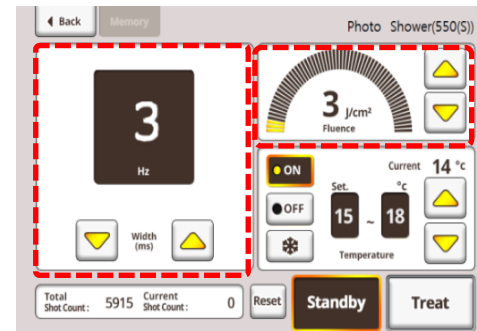 Back
Memory
Photo Shower(550(S))
3
Hz
Width
(ms)
3 J/cm²
Fluence
ON
OFF
Current 14 °c
Set. °c
15 ~ 18
Temperature
Total
Shot Count : 5915
Current
Shot Count : 0
Reset
Standby
Treat